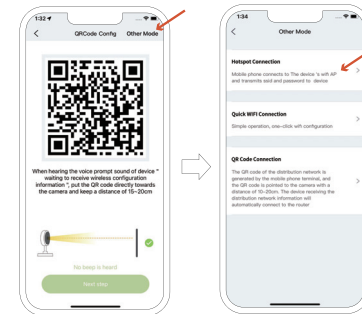 1:32
QRCode Config
Other Mode
When hearing the voice prompt sound of device "
waiting to receive wireless configuration
information ", put the QR code directly towards
the camera and keep a distance of 15~20cm
No beep is heard
Next step
1:34
Other Mode
Hotspot Connection
Mobile phone connects to The device 's wifi AP
and transmits ssid and password to device
Quick WIFI Connection
Simple operation, one-click wifi configuration
QR Code Connection
The QR code of the distribution network is
generated by the mobile phone terminal, and
the QR code is pointed to the camera with a
distance of 10-20cm. The device receiving the
distribution network information will
automatically connect to the router